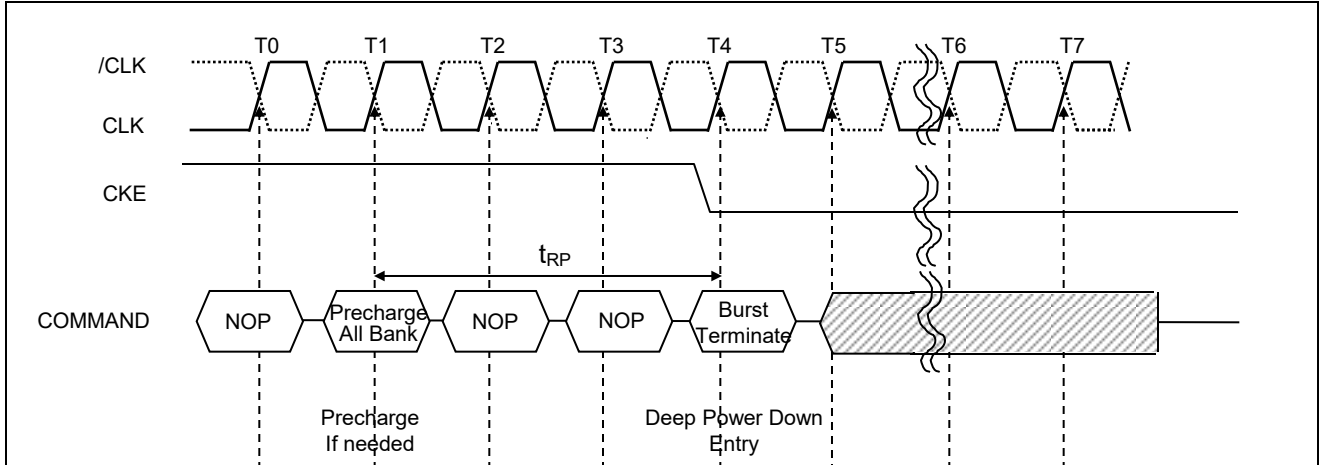 T0 T1 T2 T3 T4 T5 T6 T7
/CLK
CLK
CKE
tRP
COMMAND
NOP
Precharge
All Bank
NOP
NOP
Burst
Terminate
Precharge
If needed
Deep Power Down
Entry